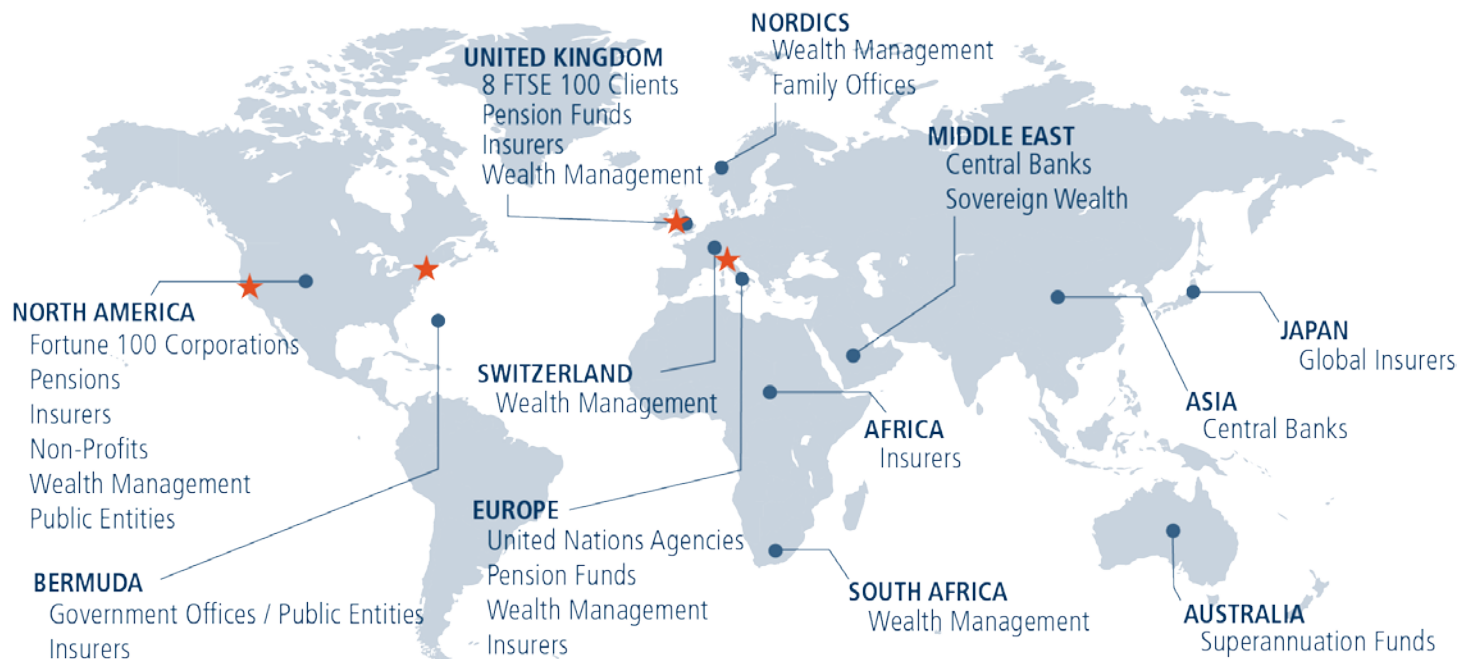 NORDICS
Wealth Management
Family Offices
UNITED KINGDOM
8 FTSE 100 Clients
Pension Funds
Insurers
Wealth Management
MIDDLE EAST
Central Banks
Sovereign Wealth
NORTH AMERICA
Fortune 100 Corporations
Pensions
Insurers
Non-Profits
Wealth Management
Public Entities
SWITZERLAND
Wealth Management
JAPAN
Global Insurers
ASIA
Central Banks
AFRICA
Insurers
EUROPE
United Nations Agencies
Pension Funds
Wealth Management
Insurers
BERMUDA
Government Offices / Public Entities
Insurers
SOUTH AFRICA
Wealth Management
AUSTRALIA
Superannuation Funds